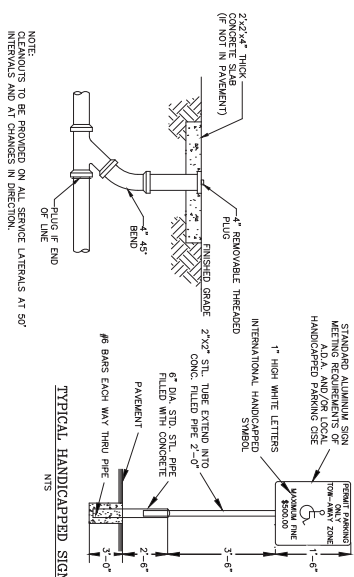 2'x2'x4" THICK
CONCRETE SLAB
(IF NOT IN PAVEMENT)
4" REMOVABLE THREADED
PLUG
FINISHED GRADE
4" 45°
BEND
PLUG IF END
OF LINE
NOTE:
CLEANOUTS TO BE PROVIDED ON ALL SERVICE LATERALS AT 50'
INTERVALS AND AT CHANGES IN DIRECTION.
STANDARD ALUMINUM SIGN
MEETING REQUIREMENTS OF
A.D.A. AND/OR LOCAL
HANDICAPPED PARKING CISE
1" HIGH WHITE LETTERS
INTERNATIONAL HANDICAPPED
SYMBOL
2"X2" STL. TUBE EXTEND INTO
CONC. FILLED PIPE 2'-0"
6" DIA. STD. STL. PIPE
FILLED WITH CONCRETE
PAVEMENT
#6 BARS EACH WAY THRU PIPE
PERMIT PARKING
ONLY
TOW-AWAY ZONE
MAXIMUM FINE
$500.00
1'-6"
3'-6"
2'-6"
3'-0"
TYPICAL HANDICAPPED SIGN
NTS